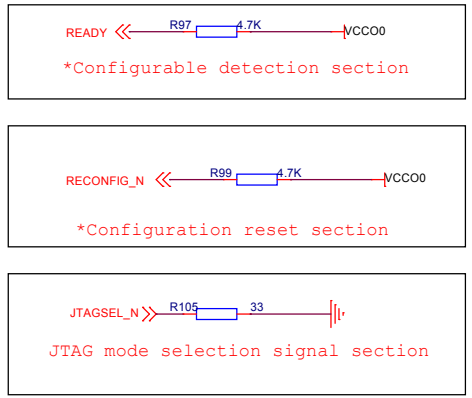 READY R97 4.7K VCCO0
*Configurable detection section
RECONFIG_N R99 4.7K VCCO0
*Configuration reset section
JTAGSEL_N R105 33
JTAG mode selection signal section